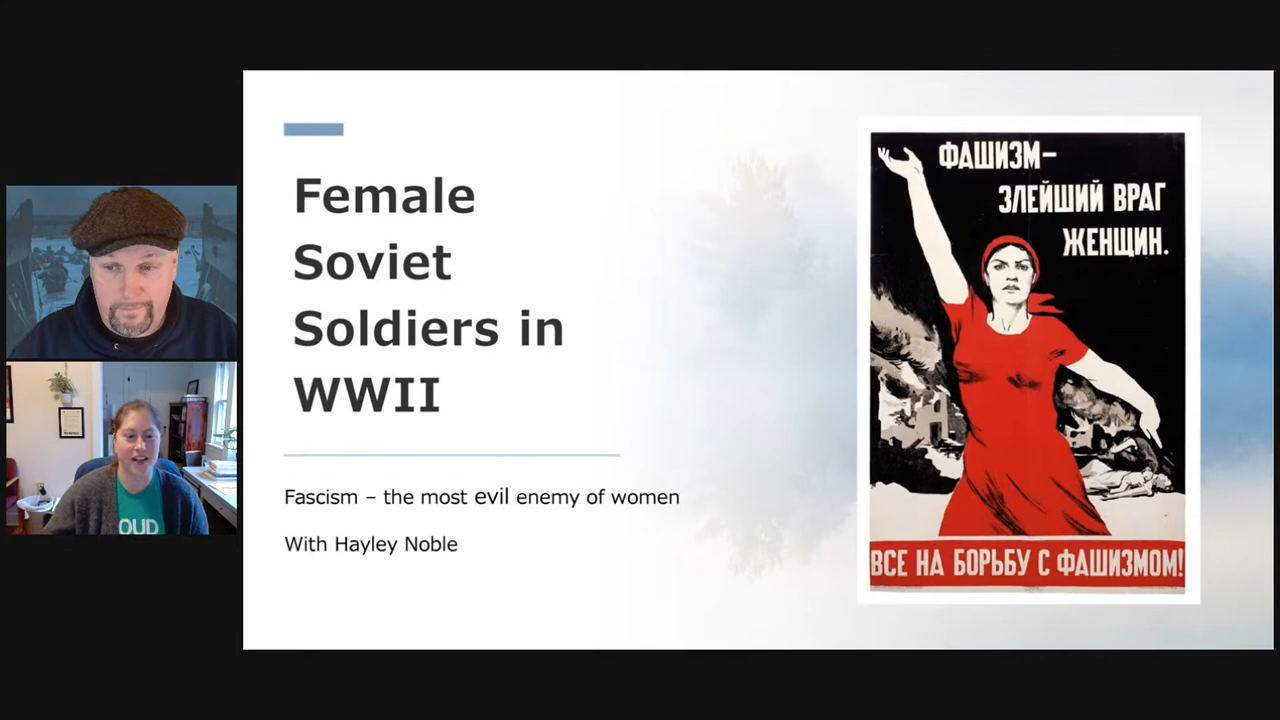 Female
Soviet
Soldiers in
WWII
Fascism – the most evil enemy of women
With Hayley Noble
ФАШИЗМ–
ЗЛЕЙШИЙ ВРАГ
ЖЕНЩИН.
ВСЕ НА БОРЬБУ С ФАШИЗМОМ!
OUD